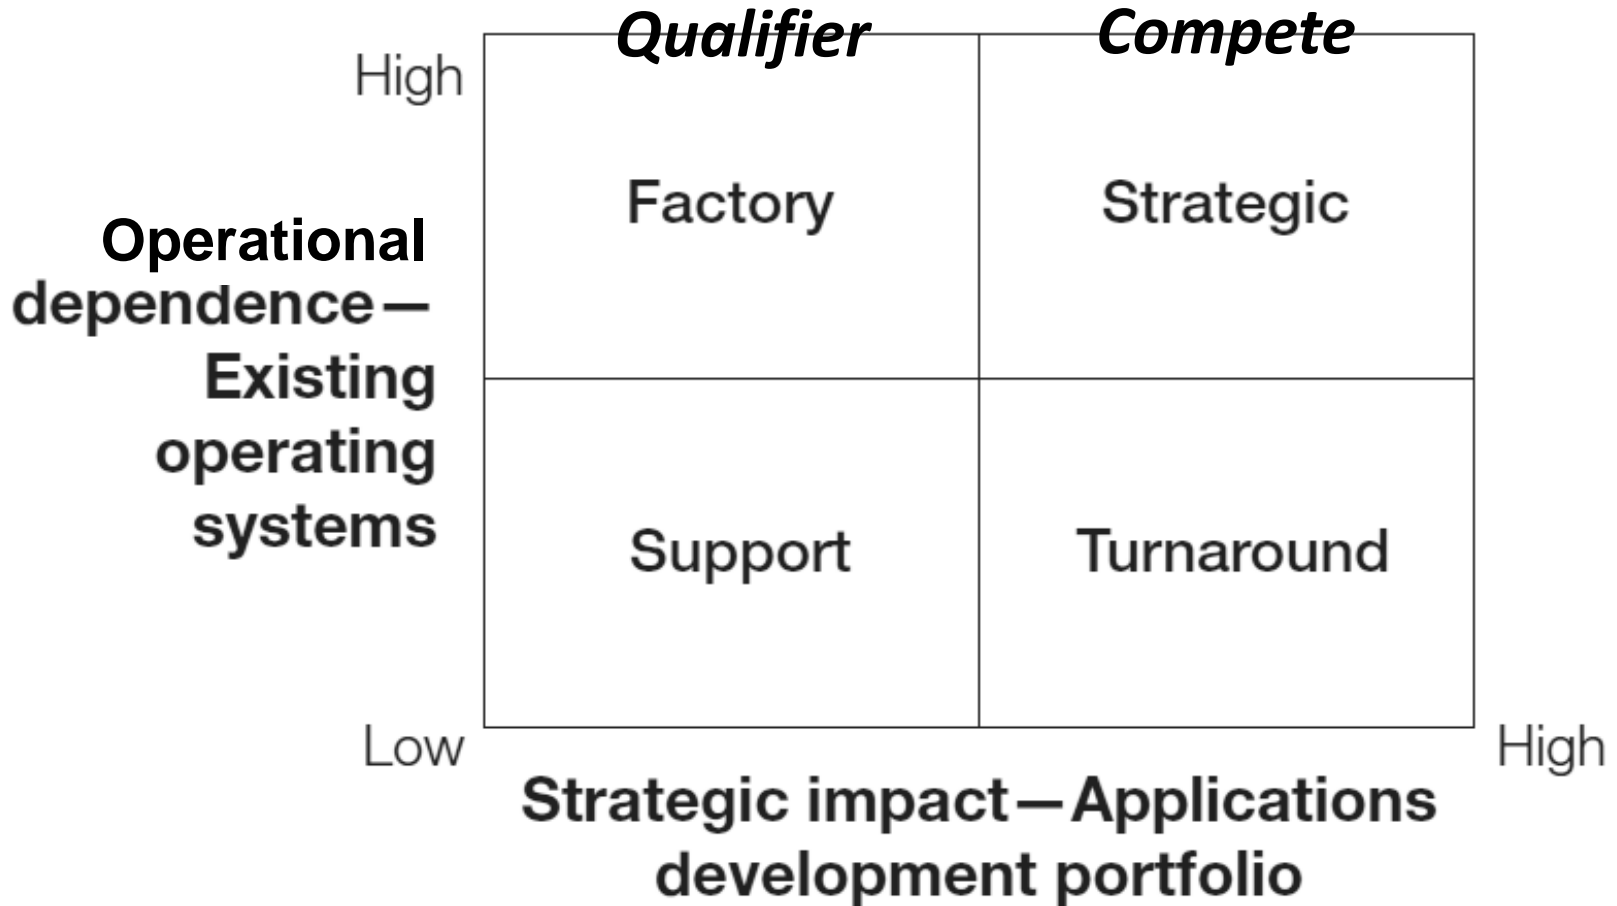 Qualifier
Compete
High
Factory
Strategic
Operational
dependence—
Existing
operating
systems
Support
Turnaround
Low
High
Strategic impact—Applications
development portfolio